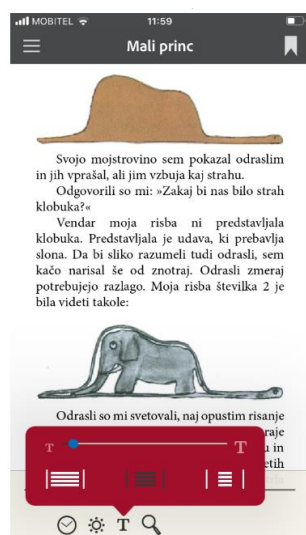 MOBITEL 11:59
Mali princ
Svojo mojstrovino sem pokazal odraslim
in jih vprašal, ali jim vzbuja kaj strahu.
Odgovorili so mi: »Zakaj bi nas bilo strah
klobuka?«
Vendar moja risba ni predstavljala
klobuka. Predstavljala je udava, ki prebavlja
slona. Da bi sliko razumeli tudi odrasli, sem
kačo narisal še od znotraj. Odrasli zmeraj
potrebujejo razlago. Moja risba številka 2 je
bila videti takole:
Odrasli so mi svetovali, naj opustim risanje
raje
T T
u in
etih
T